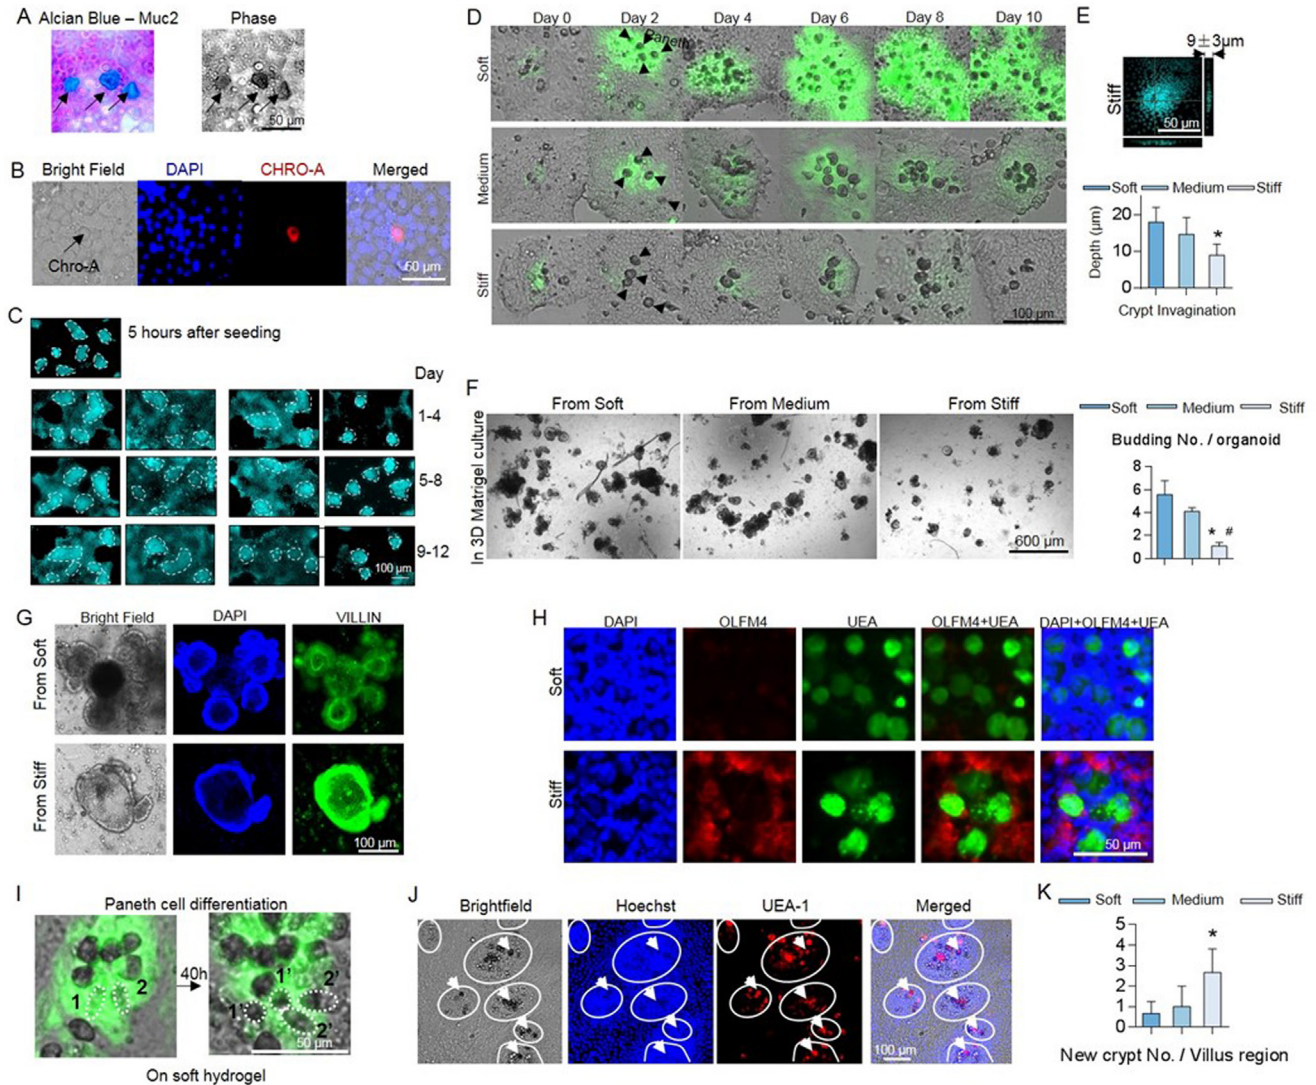 A
Alcian Blue – Muc2
Phase
50 µm
B
Bright Field
DAPI
CHRO-A
Merged
Chro-A
50 µm
C
5 hours after seeding
Day
1-4
5-8
9-12
100 µm
D
Day 0
Day 2
Day 4
Day 6
Day 8
Day 10
Paneth
Soft
Medium
Stiff
100 µm
E
9 ± 3µm
Stiff
50 µm
Soft
Medium
Stiff
Depth (µm)
20
10
0
*
Crypt Invagination
F
From Soft
From Medium
From Stiff
In 3D Matrigel culture
600 µm
Soft
Medium
Stiff
Budding No. / organoid
8
6
4
2
0
* #
G
Bright Field
DAPI
VILLIN
From Soft
From Stiff
100 µm
H
DAPI
OLFM4
UEA
OLFM4+UEA
DAPI+OLFM4+UEA
Soft
Stiff
50 µm
I
Paneth cell differentiation
1
2
40h
1'
2'
1'
2'
50 µm
On soft hydrogel
J
Brightfield
Hoechst
UEA-1
Merged
100 µm
K
Soft
Medium
Stiff
5
4
3
2
1
0
*
New crypt No. / Villus region